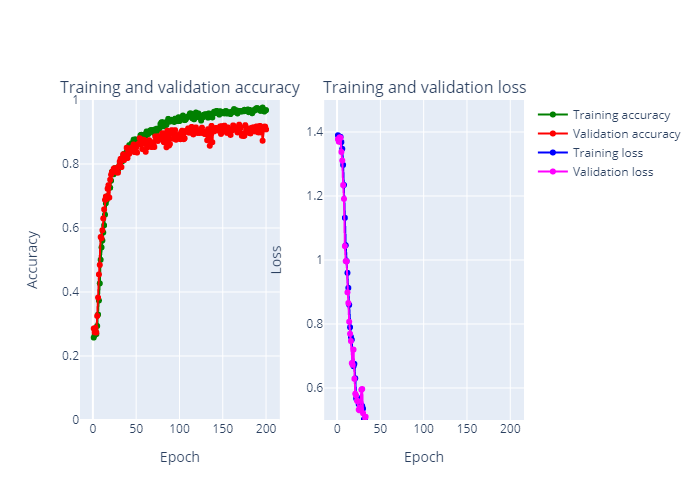 Training and validation accuracy
Training and validation loss
1
0.8
0.6
0.4
0.2
0
0
50
100
150
200
Accuracy
Epoch
1.4
1.2
1
0.8
0.6
0
50
100
150
200
Loss
Epoch
Training accuracy
Validation accuracy
Training loss
Validation loss